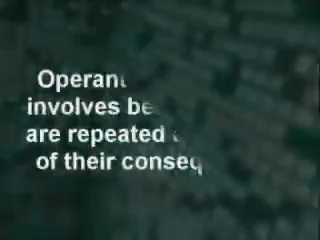 Operant
involves be
are repeated
of their conseq